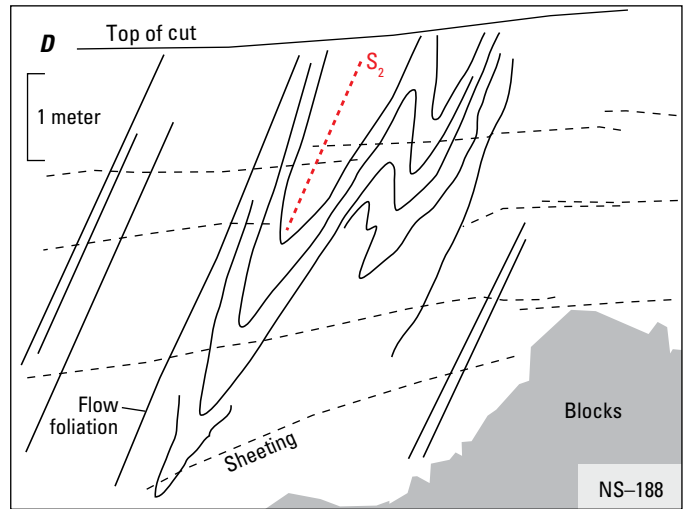 D
Top of cut
S₂
1 meter
Flow
foliation
Sheeting
Blocks
NS–188